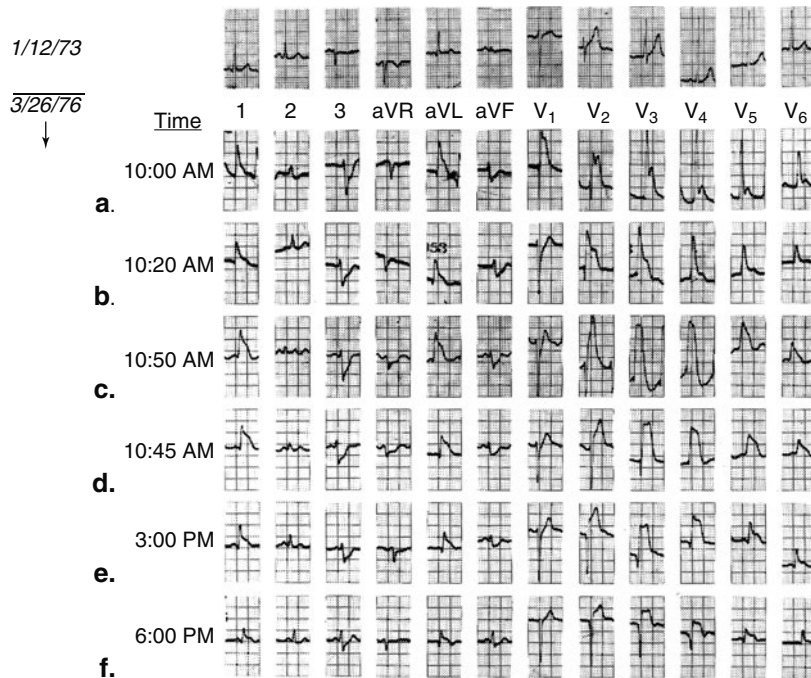 1/12/73
3/26/76
Time 1 2 3 aVR aVL aVF V1 V2 V3 V4 V5 V6
10:00 AM
a.
10:20 AM
b.
053
10:50 AM
c.
10:45 AM
d.
3:00 PM
e.
6:00 PM
f.